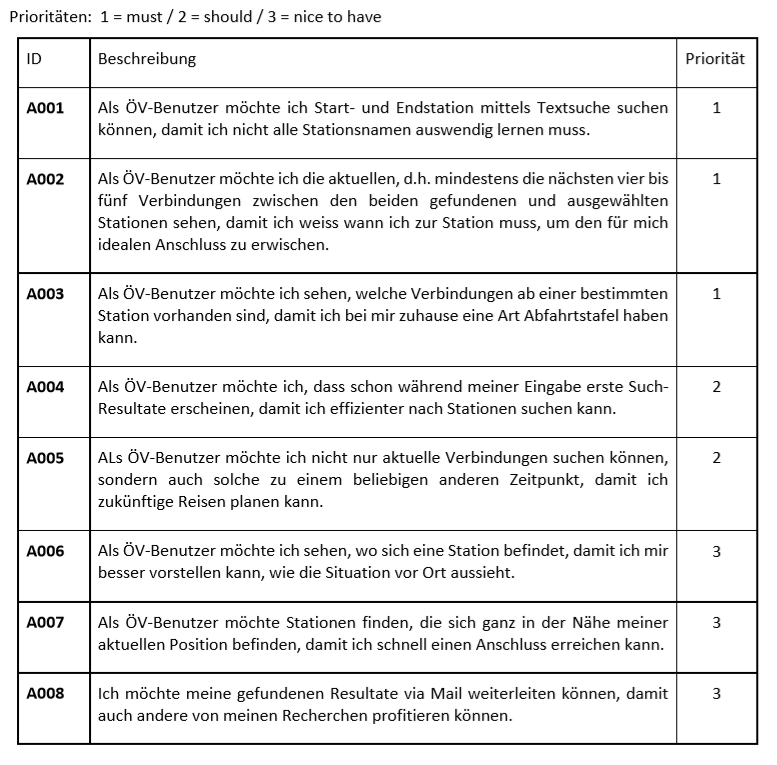 Prioritäten: 1 = must / 2 = should / 3 = nice to have
ID Beschreibung Priorität
A001 Als ÖV-Benutzer möchte ich Start- und Endstation mittels Textsuche suchen 1
können, damit ich nicht alle Stationsnamen auswendig lernen muss.
A002 Als ÖV-Benutzer möchte ich die aktuellen, d.h. mindestens die nächsten vier bis 1
fünf Verbindungen zwischen den beiden gefundenen und ausgewählten
Stationen sehen, damit ich weiss wann ich zur Station muss, um den für mich
idealen Anschluss zu erwischen.
A003 Als ÖV-Benutzer möchte ich sehen, welche Verbindungen ab einer bestimmten 1
Station vorhanden sind, damit ich bei mir zuhause eine Art Abfahrtstafel haben
kann.
A004 Als ÖV-Benutzer möchte ich, dass schon während meiner Eingabe erste Such- 2
Resultate erscheinen, damit ich effizienter nach Stationen suchen kann.
A005 ALs ÖV-Benutzer möchte ich nicht nur aktuelle Verbindungen suchen können, 2
sondern auch solche zu einem beliebigen anderen Zeitpunkt, damit ich
zukünftige Reisen planen kann.
A006 Als ÖV-Benutzer möchte ich sehen, wo sich eine Station befindet, damit ich mir 3
besser vorstellen kann, wie die Situation vor Ort aussieht.
A007 Als ÖV-Benutzer möchte Stationen finden, die sich ganz in der Nähe meiner 3
aktuellen Position befinden, damit ich schnell einen Anschluss erreichen kann.
A008 Ich möchte meine gefundenen Resultate via Mail weiterleiten können, damit 3
auch andere von meinen Recherchen profitieren können.